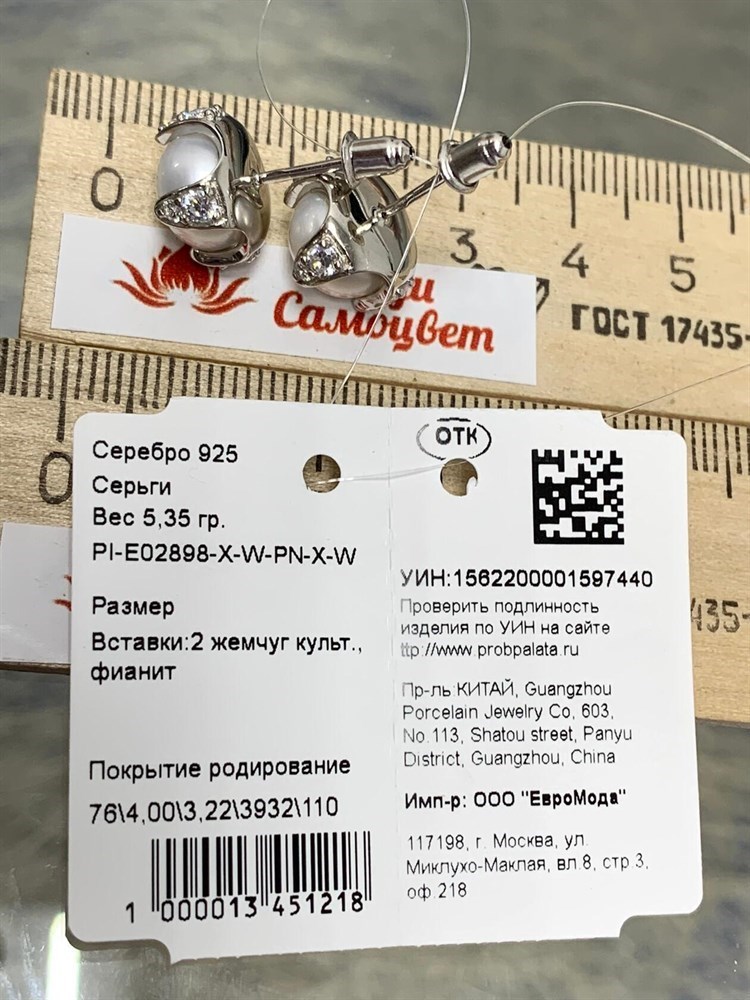 0
3
4
5
Самоцвет
ГОСТ 17435-
0
1
435-
ОТК
Серебро 925
Серьги
Вес 5,35 гр.
PI-E02898-X-W-PN-X-W
Размер
Вставки:2 жемчуг культ.,
фианит
Покрытие родирование
76\4,00\3,22\3932\110
1 000013 451218
УИН:1562200001597440
Проверить подлинность
изделия по УИН на сайте
ttp://www.probpalata.ru
Пр-ль:КИТАЙ, Guangzhou
Porcelain Jewelry Co, 603,
No.113, Shatou street, Panyu
District, Guangzhou, China
Имп-р: ООО "ЕвроМода"
117198, г. Москва, ул.
Миклухо-Маклая, вл.8, стр.3,
оф.218